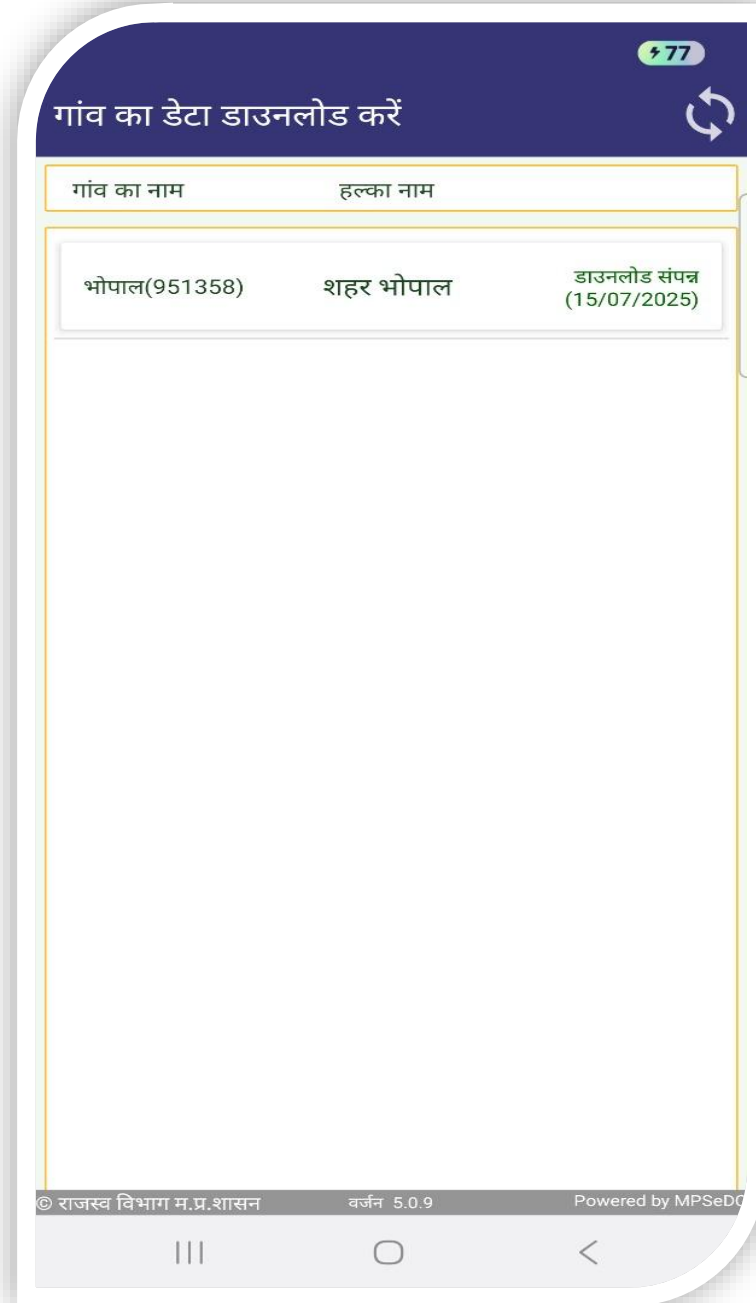 77
गांव का डेटा डाउनलोड करें
गांव का नाम हल्का नाम
भोपाल(951358) शहर भोपाल डाउनलोड संपन्न
(15/07/2025)
© राजस्व विभाग म.प्र.शासन वर्जन 5.0.9 Powered by MPSeDC